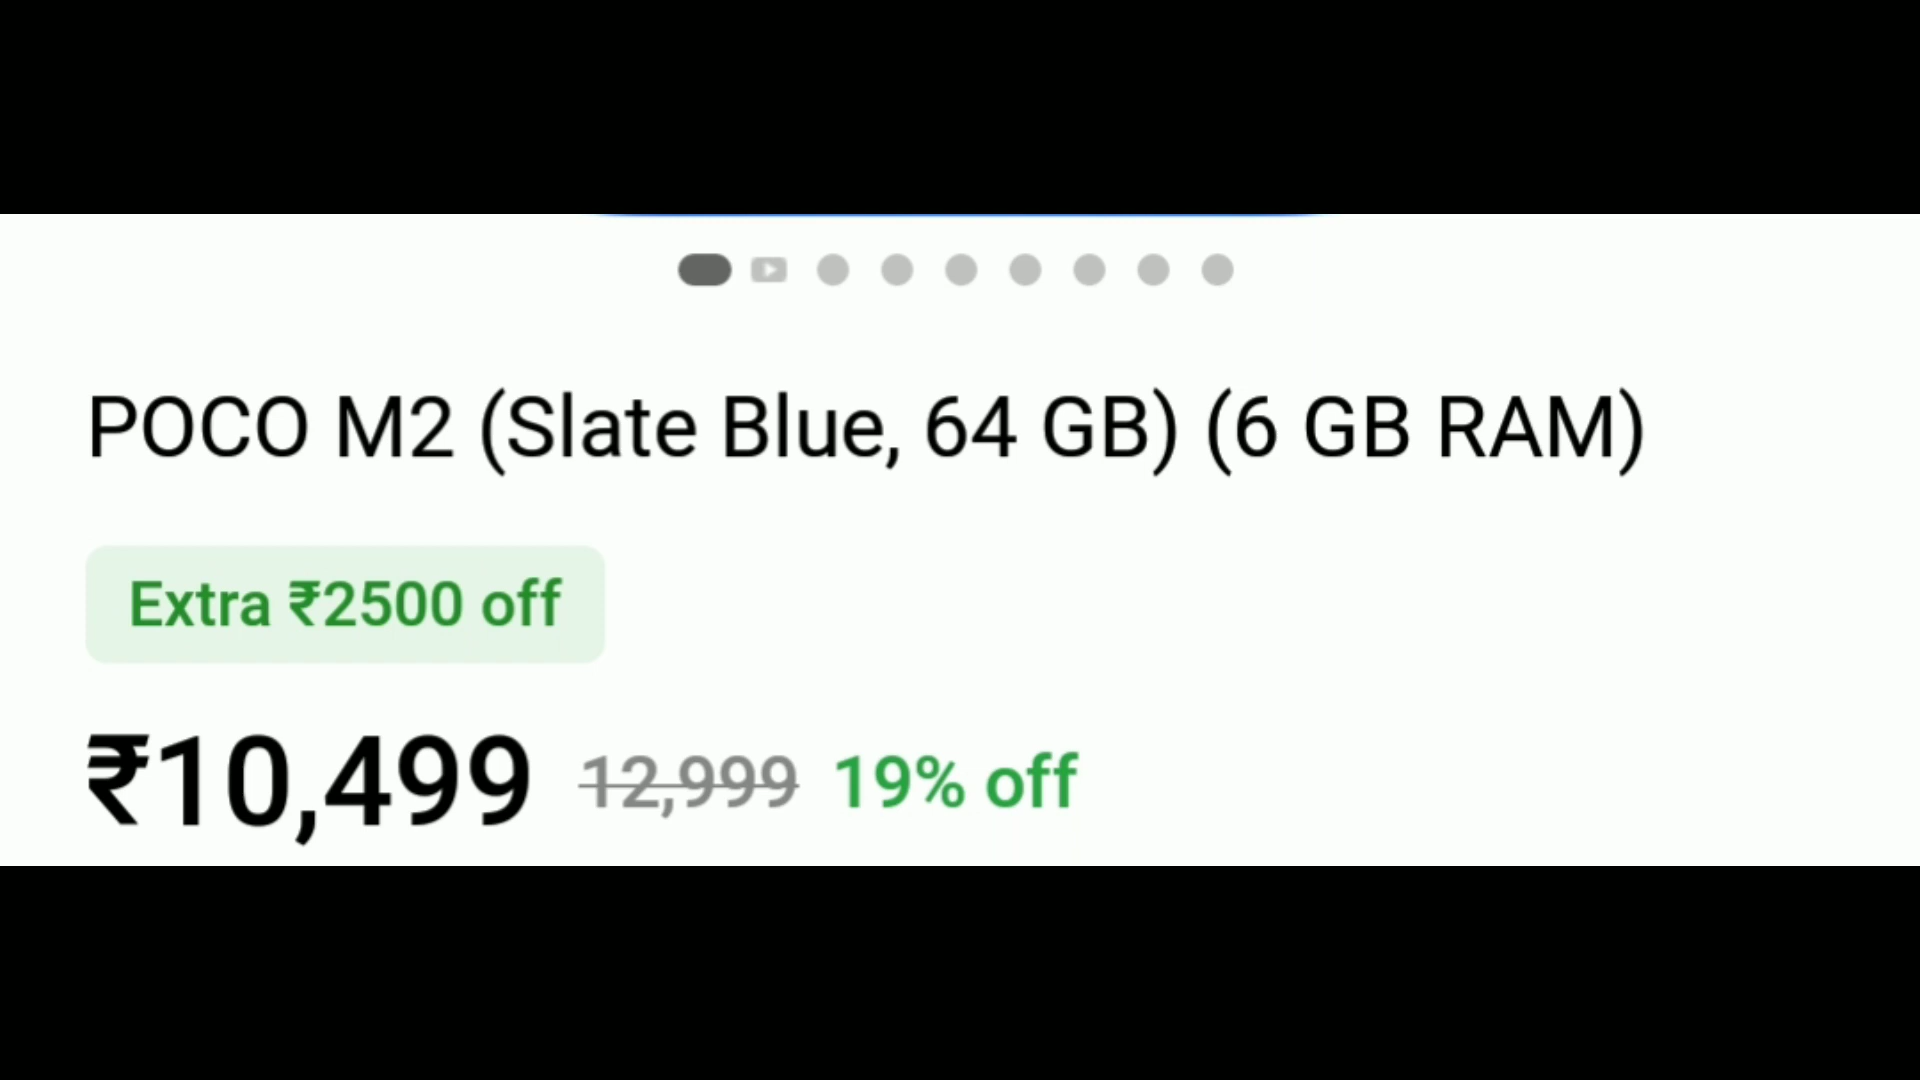 POCO M2 (Slate Blue, 64 GB) (6 GB RAM)
Extra ₹2500 off
₹10,499 12,999 19% off